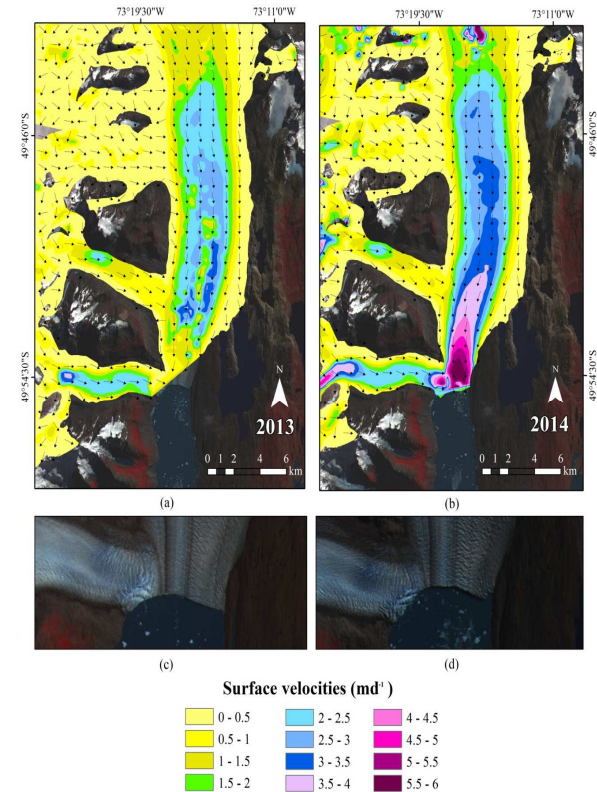 73°19'30"W 73°11'0"W 73°19'30"W 73°11'0"W
49°46'0"S
49°54'30"S
49°46'0"S
49°54'30"S
N
2013
0 1 2 4 6
km
N
2014
0 1 2 4 6
km
(a) (b)
(c) (d)
Surface velocities (md⁻¹)
0 - 0.5 2 - 2.5 4 - 4.5
0.5 - 1 2.5 - 3 4.5 - 5
1 - 1.5 3 - 3.5 5 - 5.5
1.5 - 2 3.5 - 4 5.5 - 6